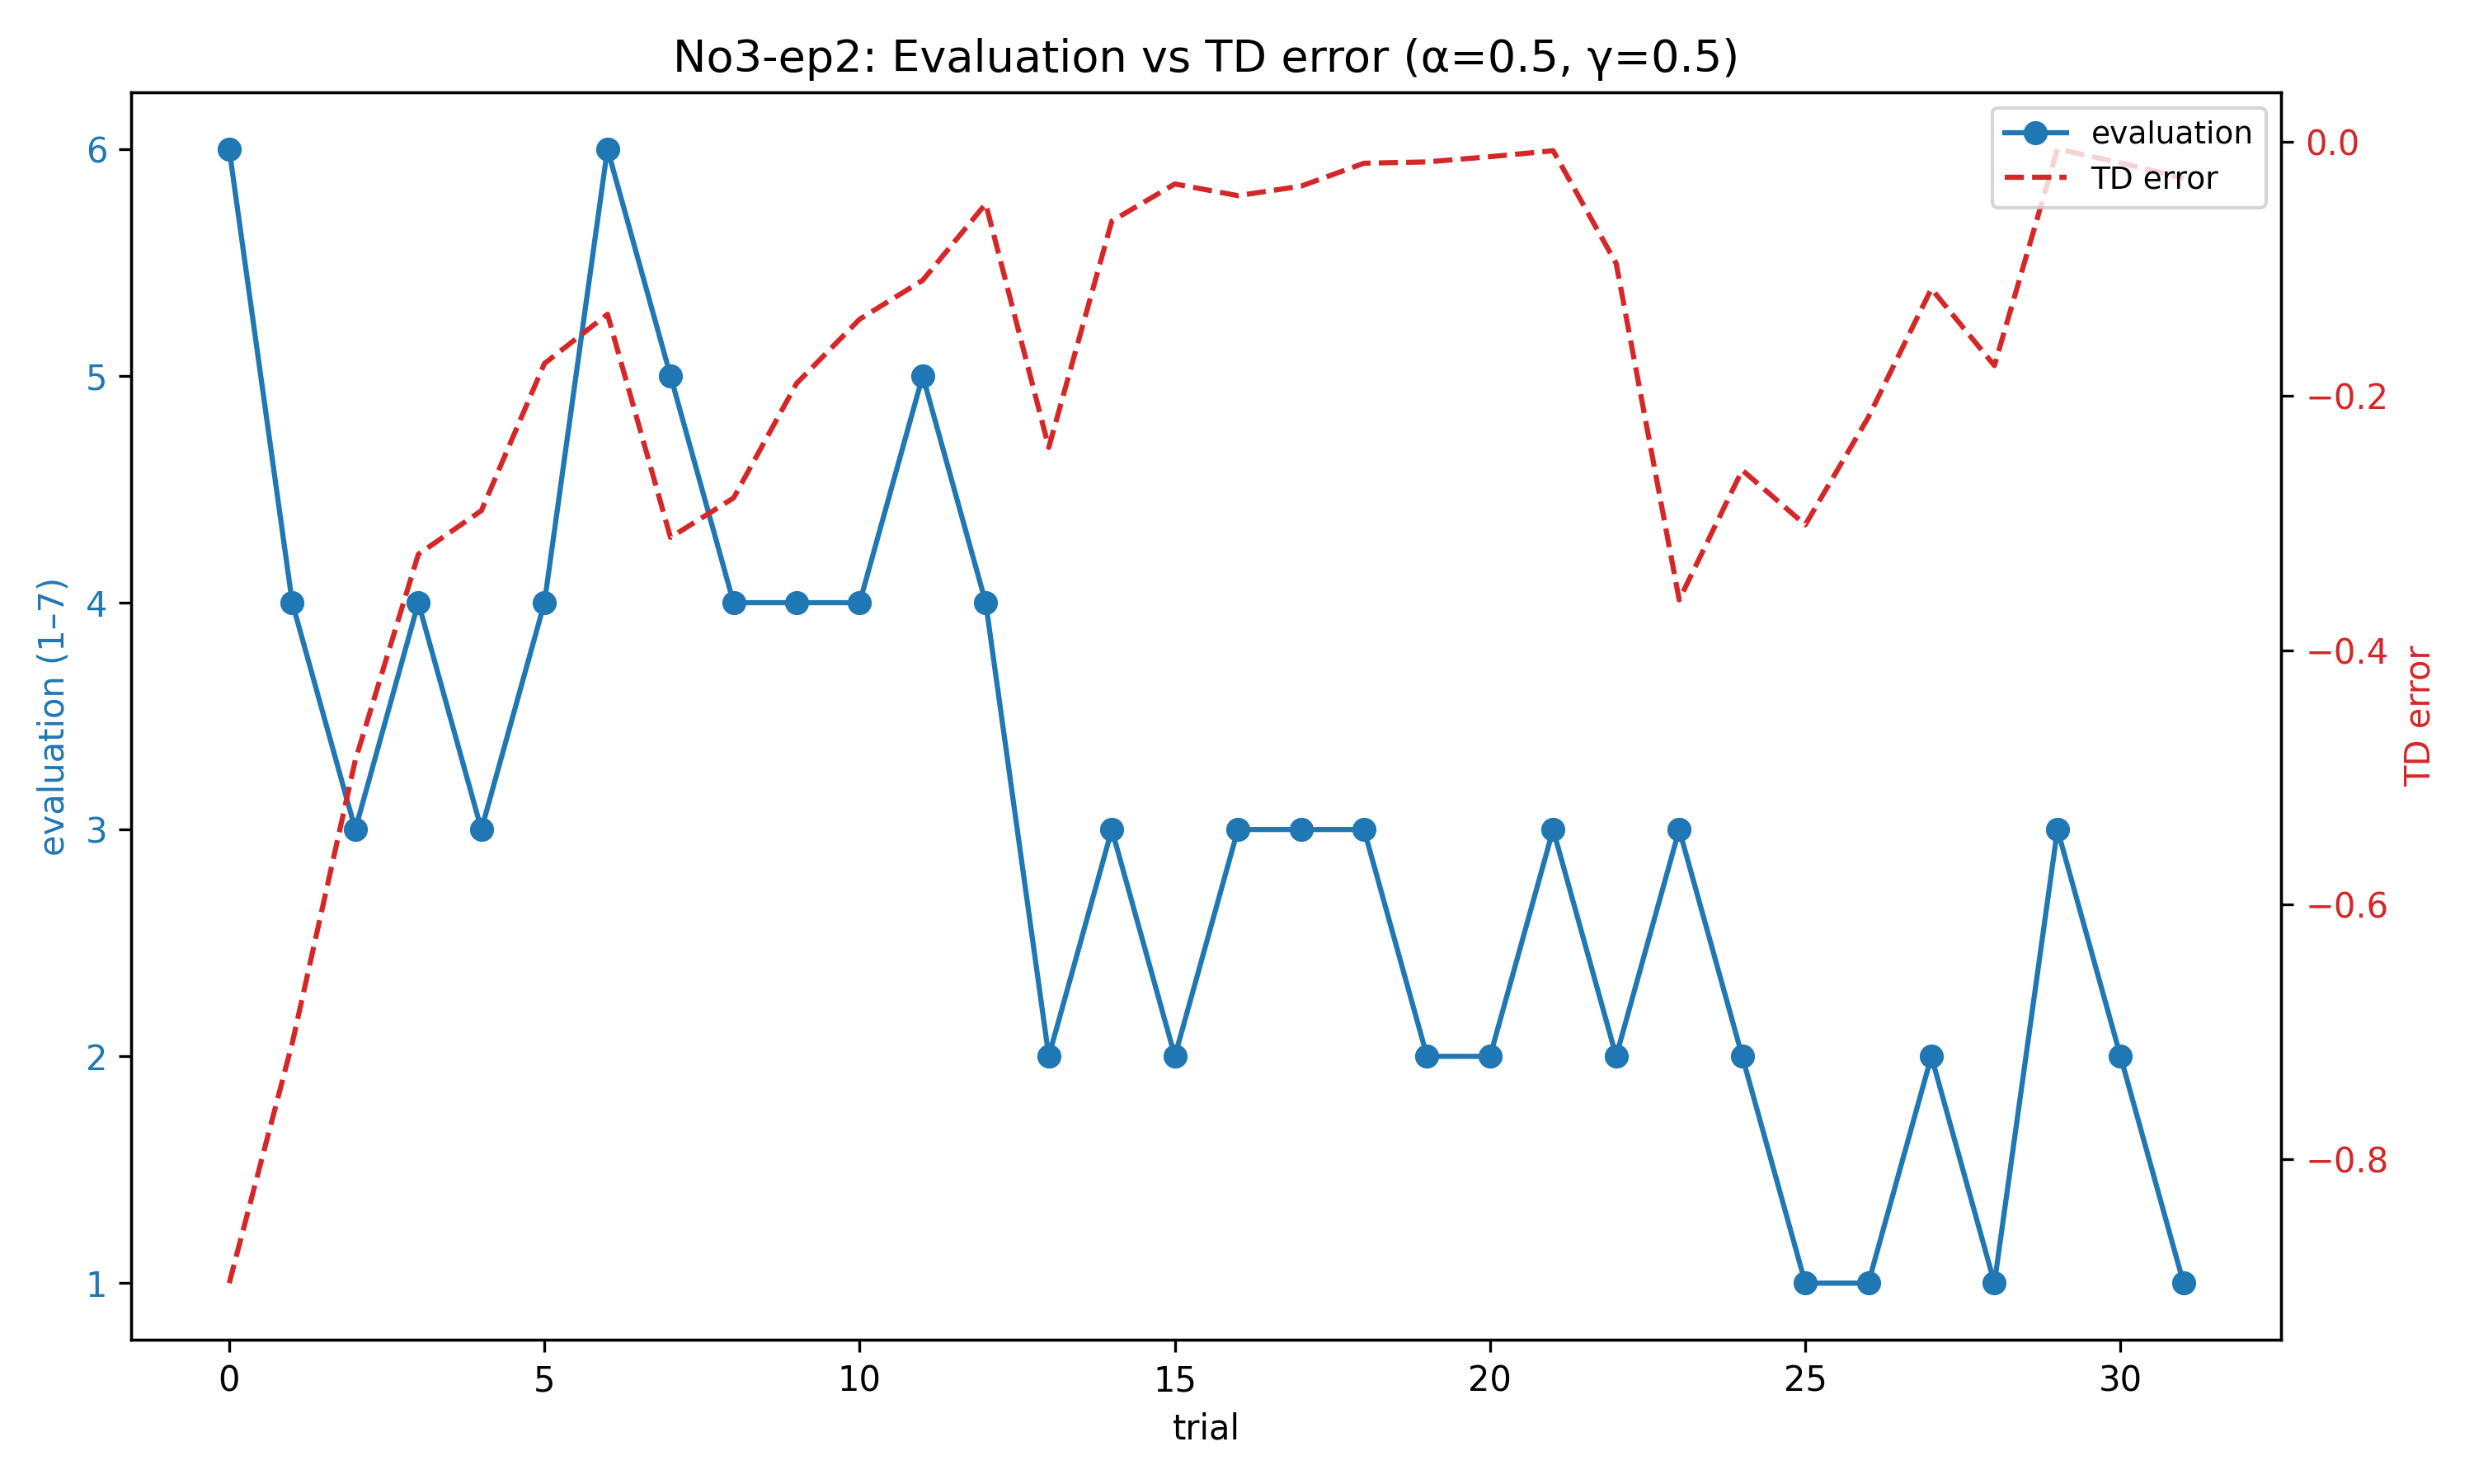 No3-ep2: Evaluation vs TD error (α=0.5, γ=0.5)
evaluation
TD error
6
5
4
3
2
1
evaluation (1–7)
0.0
−0.2
−0.4
−0.6
−0.8
TD error
0 5 10 15 20 25 30
trial